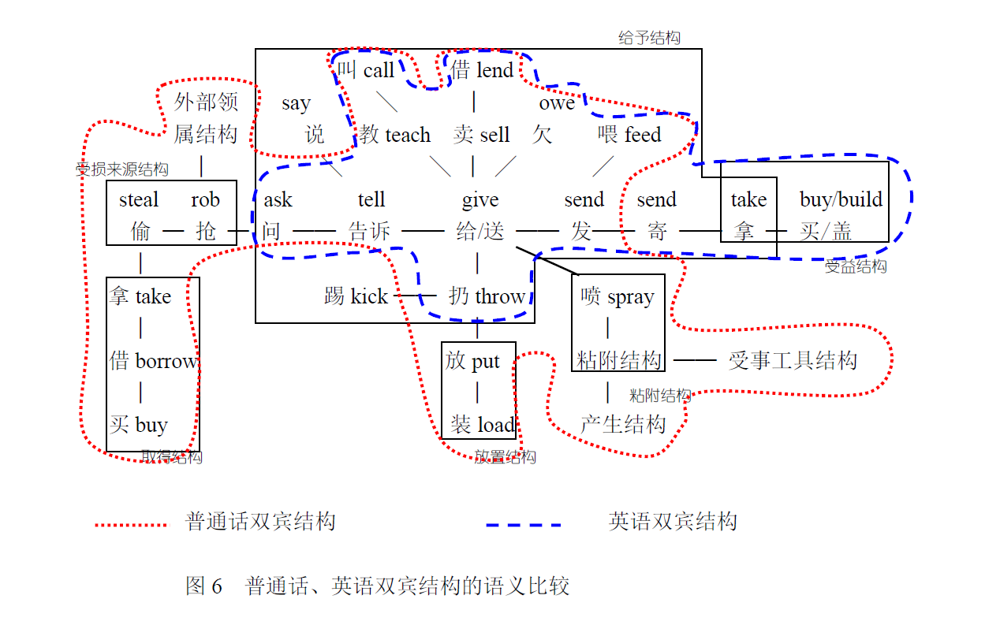 给予结构
叫 call
借 lend
外部领
属结构
say
说
owe
欠
教 teach
卖 sell
喂 feed
受损来源结构
steal rob ask tell give send send take buy/build
偷 抢 问 告诉 给/送 发 寄 拿 买/盖
受益结构
拿 take
踢 kick
扔 throw
喷 spray
借 borrow
放 put
粘附结构
受事工具结构
粘附结构
买 buy
装 load
产生结构
取得结构
放置结构
普通话双宾结构
英语双宾结构
图 6 普通话、英语双宾结构的语义比较